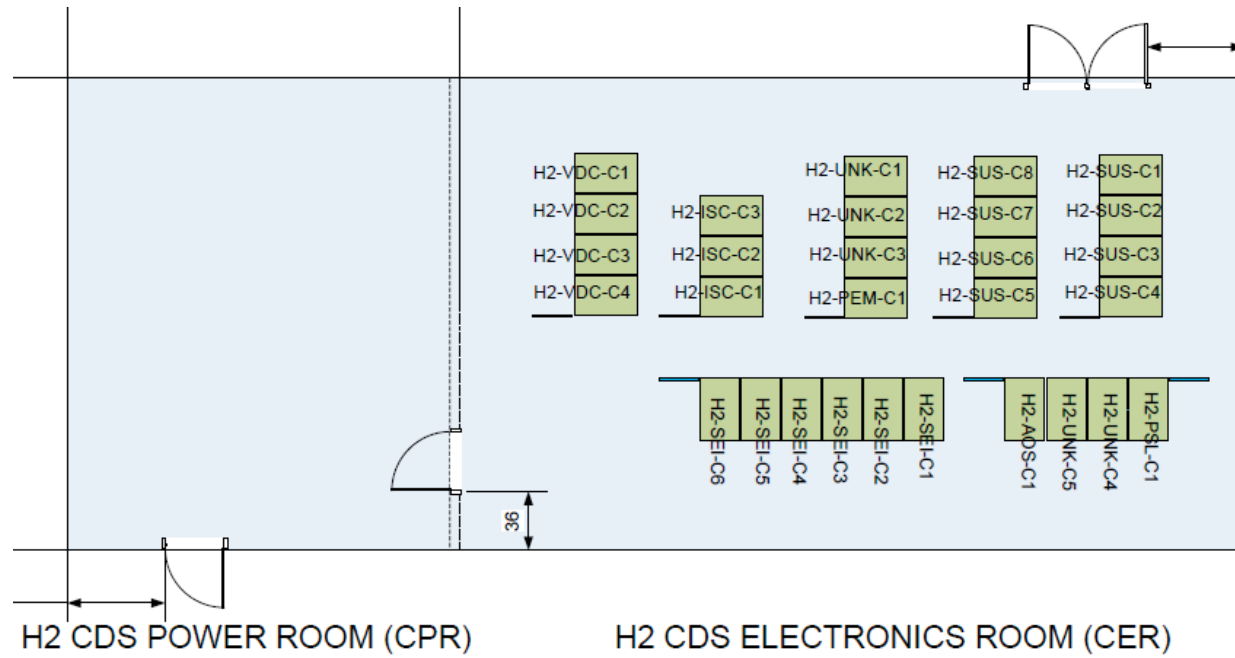 H2-VDC-C1
H2-VDC-C2
H2-VDC-C3
H2-VDC-C4
H2-ISC-C3
H2-ISC-C2
H2-ISC-C1
H2-UNK-C1
H2-UNK-C2
H2-UNK-C3
H2-PEM-C1
H2-SUS-C8
H2-SUS-C7
H2-SUS-C6
H2-SUS-C5
H2-SUS-C1
H2-SUS-C2
H2-SUS-C3
H2-SUS-C4
H2-SEI-C6
H2-SEI-C5
H2-SEI-C4
H2-SEI-C3
H2-SEI-C2
H2-SEI-C1
H2-AOS-C1
H2-UNK-C5
H2-UNK-C4
H2-PSL-C1
36
H2 CDS POWER ROOM (CPR)
H2 CDS ELECTRONICS ROOM (CER)